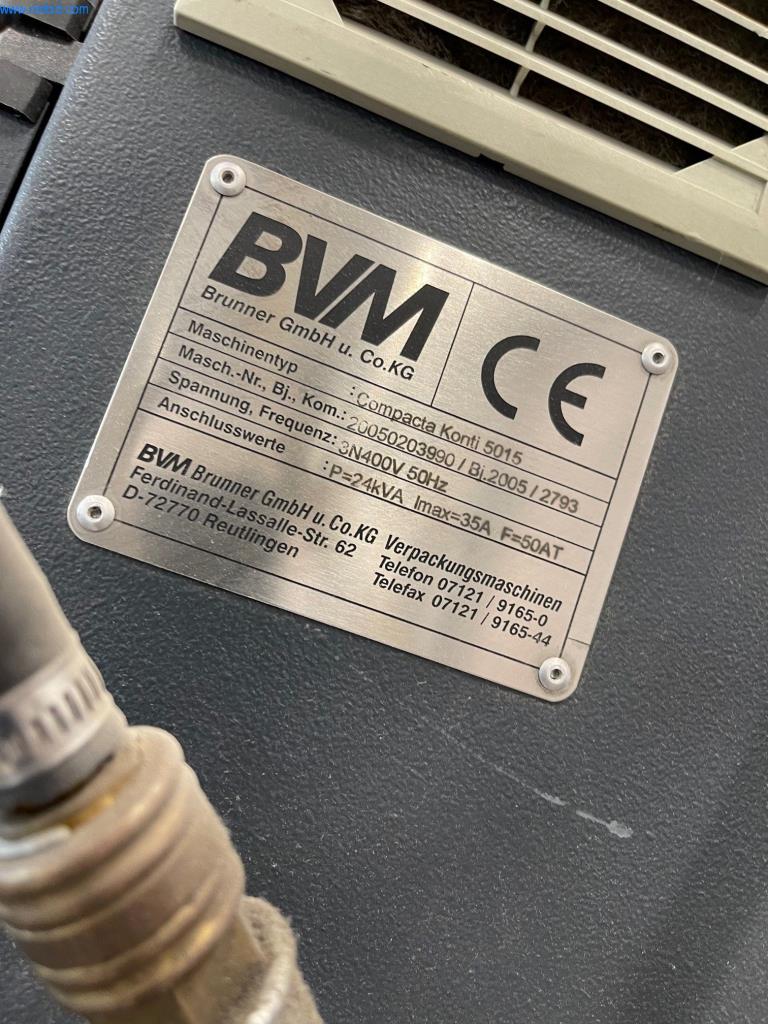 BVM
Brunner GmbH u. Co.KG
CE
Maschinentyp :Compacta Konti 5015
Masch.-Nr., Bj., Kom.: 20050203990 / Bj.2005 / 2793
Spannung, Frequenz: 3N400V 50Hz
Anschlusswerte :P=24kVA Imax=35A F=50AT
BVM Brunner GmbH u. Co.KG Verpackungsmaschinen
Ferdinand-Lassalle-Str. 62 Telefon 07121 / 9165-0
D-72770 Reutlingen Telefax 07121 / 9165-44